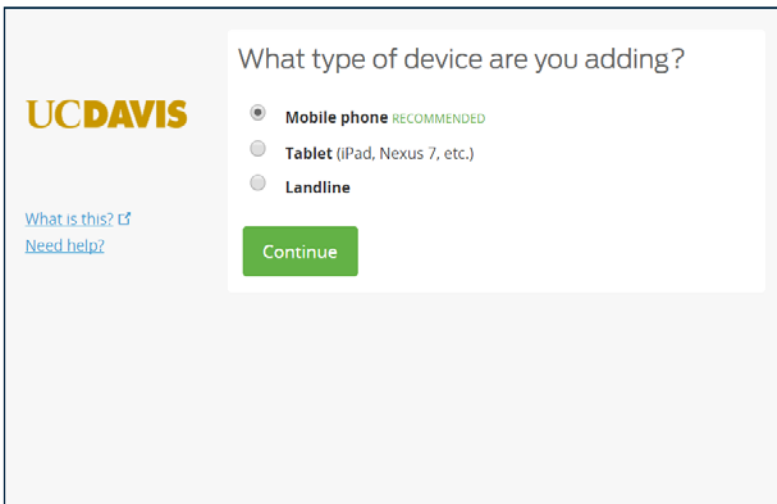 What type of device are you adding?
UCDAVIS
Mobile phone RECOMMENDED
Tablet (iPad, Nexus 7, etc.)
Landline
What is this?
Need help?
Continue